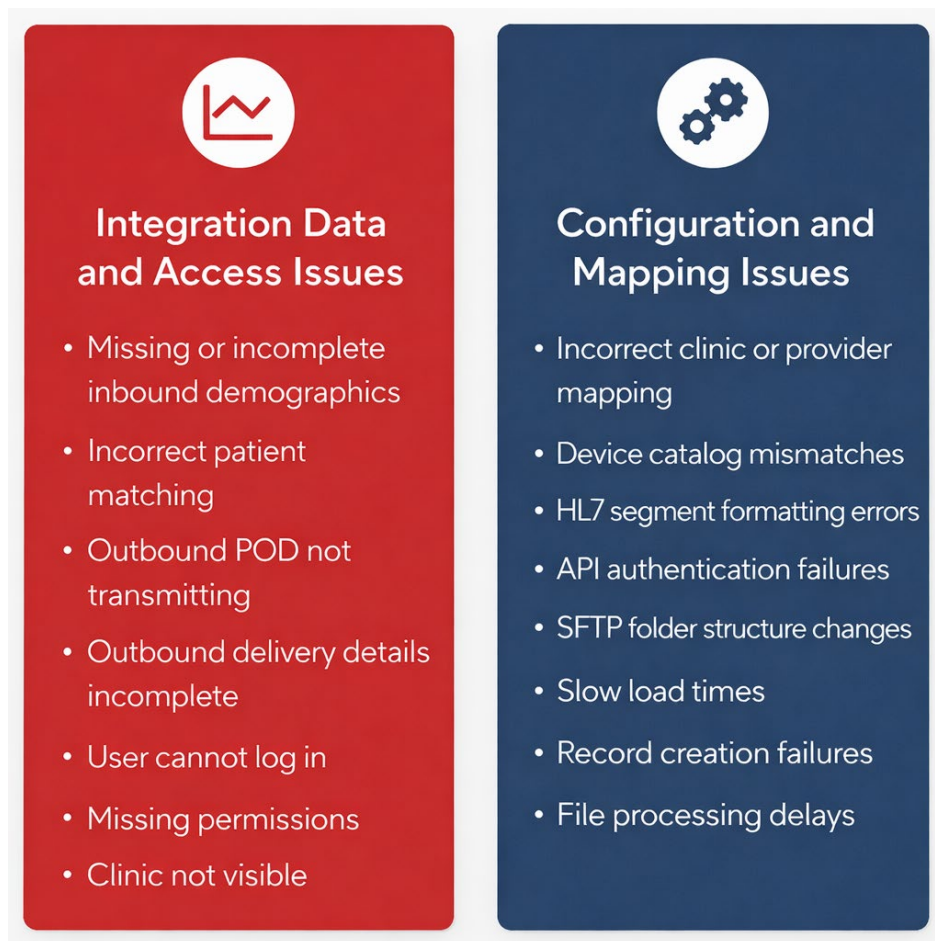 Integration Data
and Access Issues
• Missing or incomplete
inbound demographics
• Incorrect patient
matching
• Outbound POD not
transmitting
• Outbound delivery details
incomplete
• User cannot log in
• Missing permissions
• Clinic not visible
Configuration and
Mapping Issues
• Incorrect clinic or provider
mapping
• Device catalog mismatches
• HL7 segment formatting errors
• API authentication failures
• SFTP folder structure changes
• Slow load times
• Record creation failures
• File processing delays